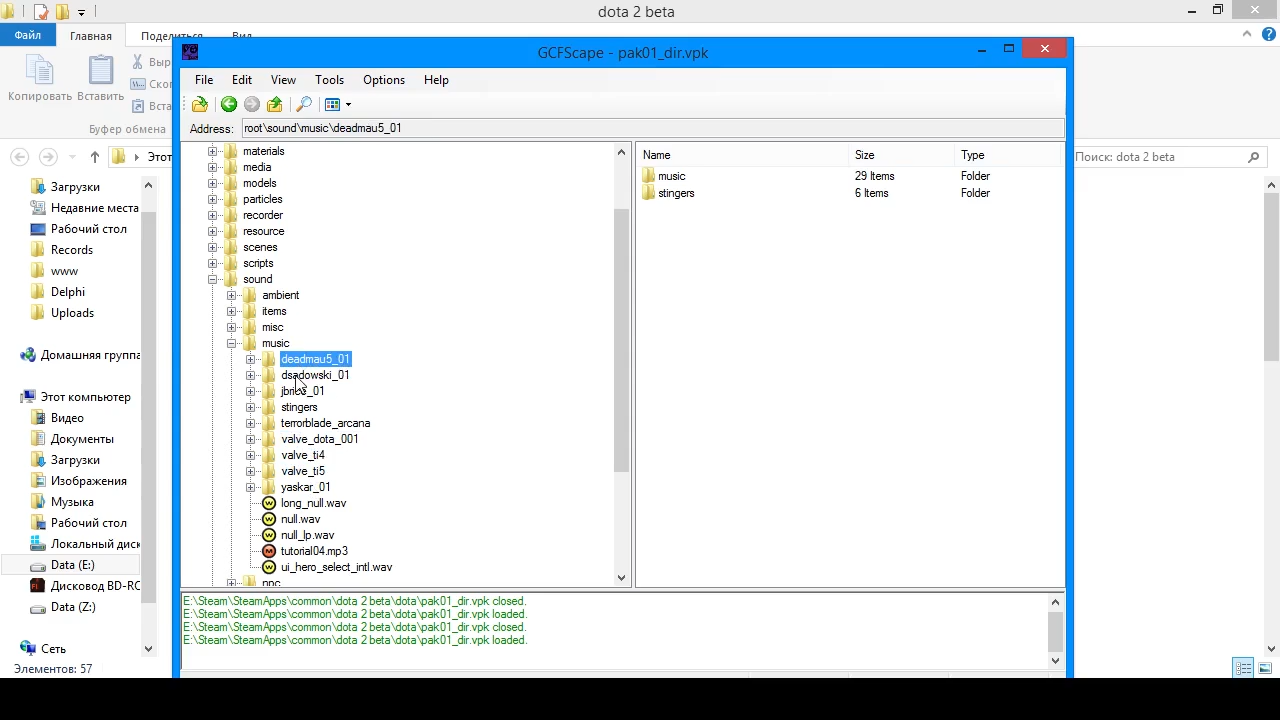 dota 2 beta
Файл
Главная
Поделиться
Вид
Копировать
Вставить
Буфер обмена
GCFScape - pak01_dir.vpk
File Edit View Tools Options Help
Address: root\sound\music\deadmau5_01
Поиск: dota 2 beta
Загрузки
Недавние места
Рабочий стол
Records
www
Delphi
Uploads
Домашняя группа
Этот компьютер
Видео
Документы
Загрузки
Изображения
Музыка
Рабочий стол
Локальный диск
Data (E:)
Дисковод BD-RO
Data (Z:)
Сеть
Элементов: 57
materials
media
models
particles
recorder
resource
scenes
scripts
sound
ambient
items
misc
music
deadmau5_01
dsadowski_01
jbrice_01
stingers
terrorblade_arcana
valve_dota_001
valve_ti4
valve_ti5
yaskar_01
long_null.wav
null.wav
null_lp.wav
tutorial04.mp3
ui_hero_select_intl.wav
npc
Name Size Type
music 29 Items Folder
stingers 6 Items Folder
E:\Steam\SteamApps\common\dota 2 beta\dota\pak01_dir.vpk closed.
E:\Steam\SteamApps\common\dota 2 beta\dota\pak01_dir.vpk loaded.
E:\Steam\SteamApps\common\dota 2 beta\dota\pak01_dir.vpk closed.
E:\Steam\SteamApps\common\dota 2 beta\dota\pak01_dir.vpk loaded.